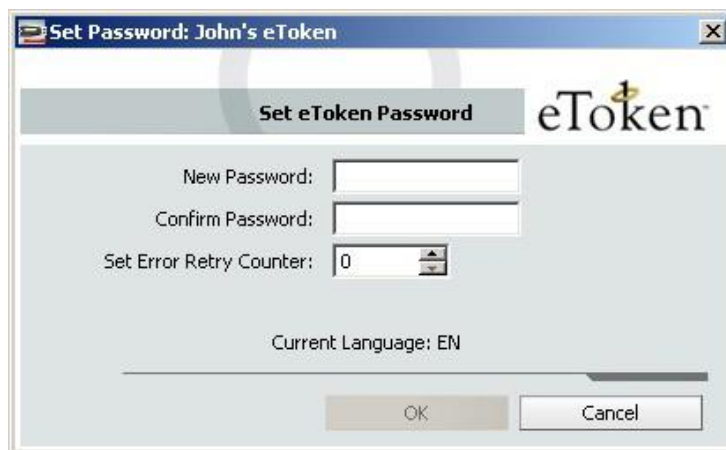 Set Password: John's eToken
Set eToken Password
eToken™
New Password:
Confirm Password:
Set Error Retry Counter: 0
Current Language: EN
OK Cancel